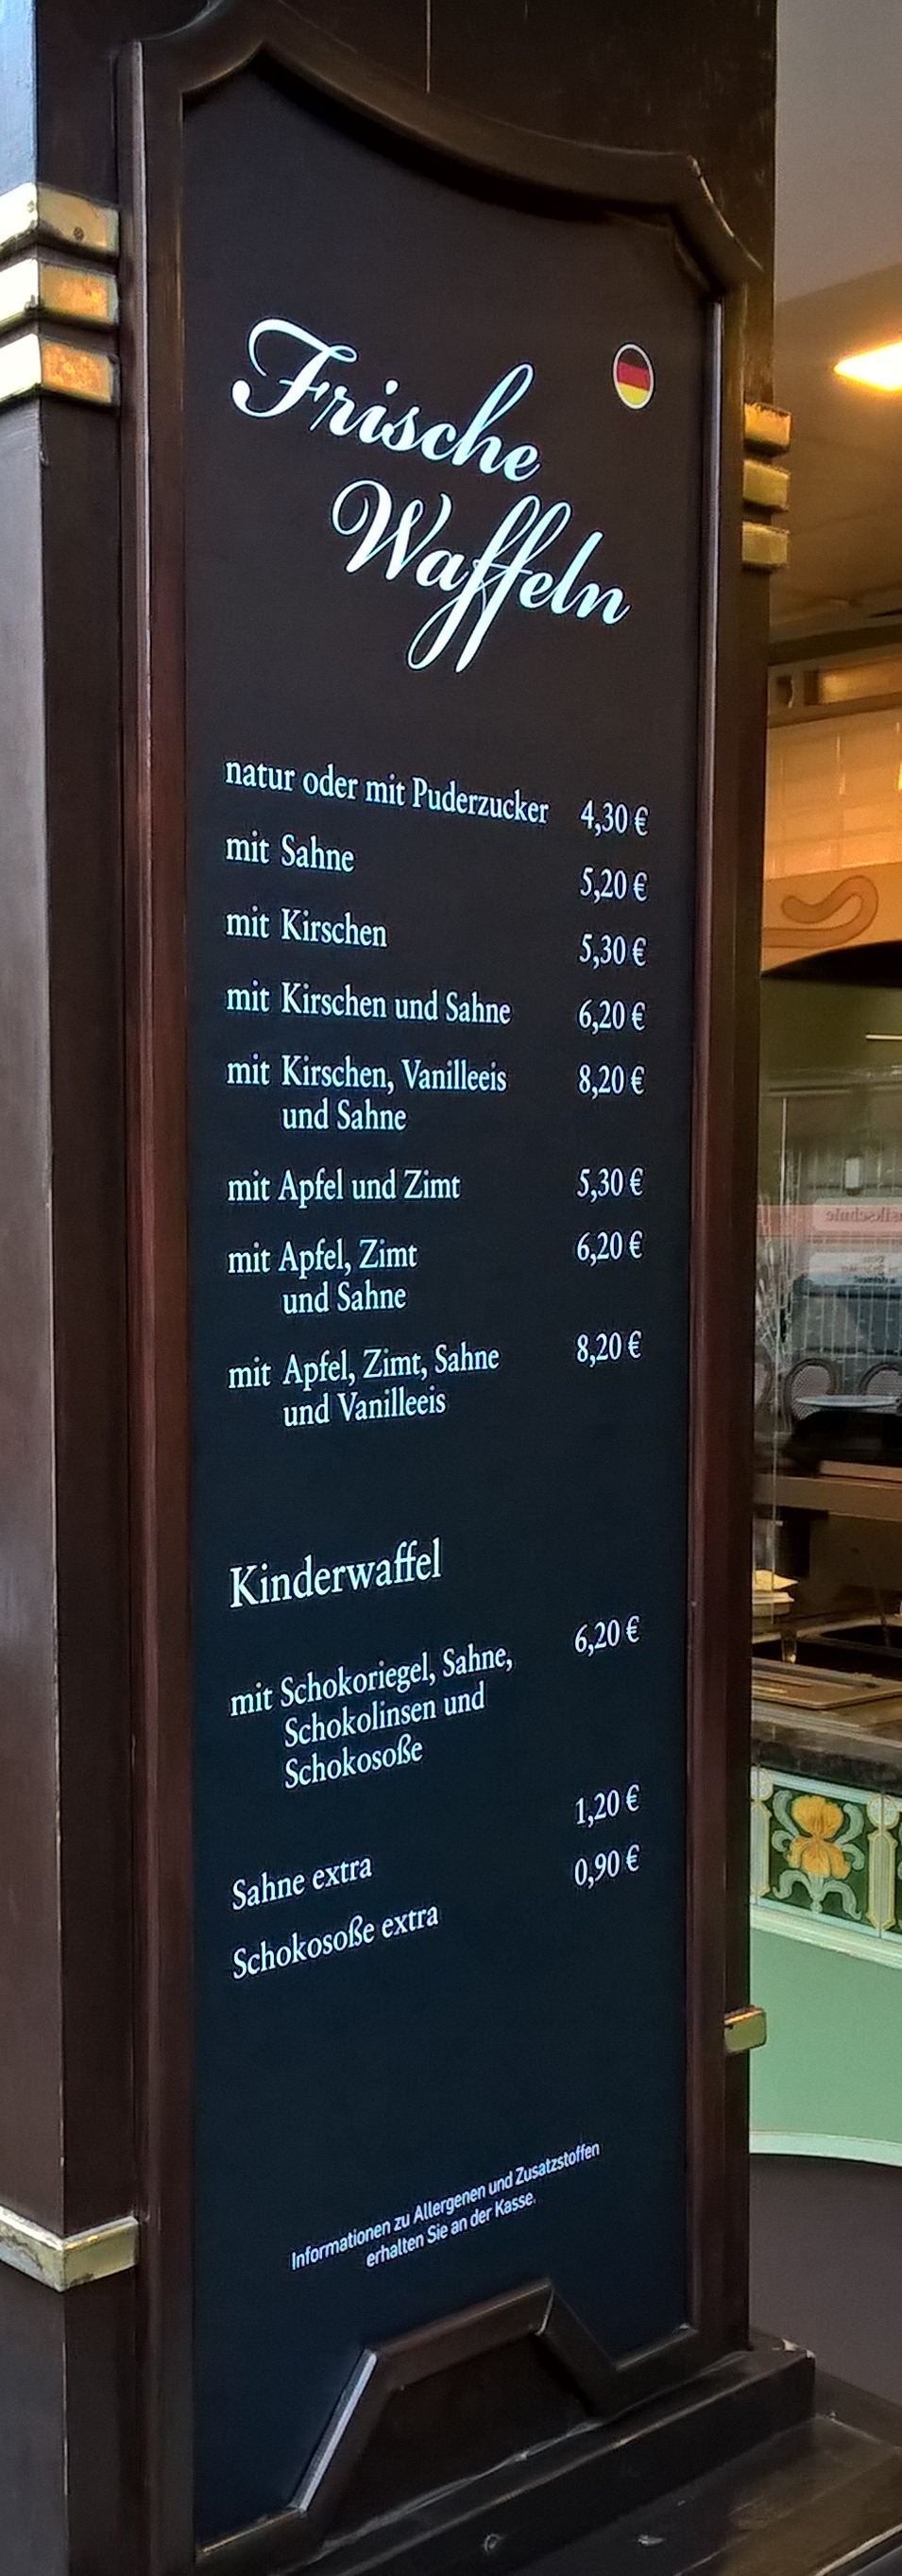 Frische
Waffeln
natur oder mit Puderzucker 4,30 €
mit Sahne 5,20 €
mit Kirschen 5,30 €
mit Kirschen und Sahne 6,20 €
mit Kirschen, Vanilleeis 8,20 €
und Sahne
mit Apfel und Zimt 5,30 €
mit Apfel, Zimt 6,20 €
und Sahne
mit Apfel, Zimt, Sahne 8,20 €
und Vanilleeis
Kinderwaffel
mit Schokoriegel, Sahne, 6,20 €
Schokolinsen und
Schokosoße
Sahne extra 1,20 €
Schokosoße extra 0,90 €
Informationen zu Allergenen und Zusatzstoffen
erhalten Sie an der Kasse.